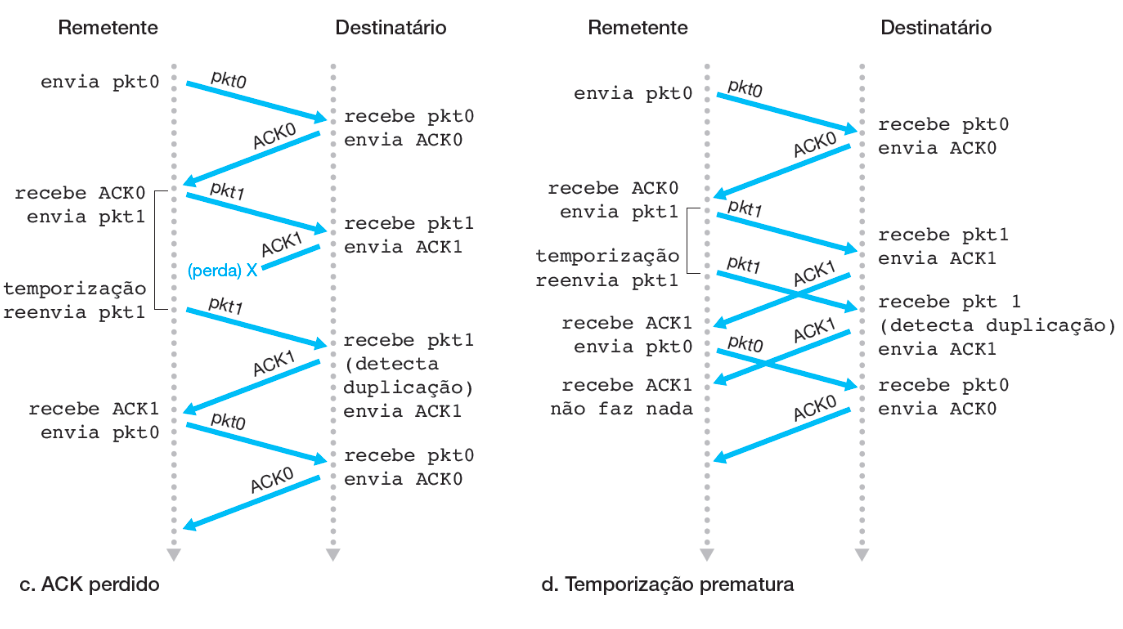 Remetente
Destinatário
envia pkt0
pkt0
recebe pkt0
envia ACK0
ACK0
recebe ACK0
envia pkt1
pkt1
recebe pkt1
envia ACK1
ACK1
(perda) X
temporização
reenvia pkt1
pkt1
recebe pkt1
(detecta
duplicação)
envia ACK1
ACK1
recebe ACK1
envia pkt0
pkt0
recebe pkt0
envia ACK0
ACK0
c. ACK perdido
Remetente
Destinatário
envia pkt0
pkt0
recebe pkt0
envia ACK0
ACK0
recebe ACK0
envia pkt1
pkt1
recebe pkt1
envia ACK1
temporização
reenvia pkt1
pkt1
ACK1
recebe pkt 1
(detecta duplicação)
envia ACK1
recebe ACK1
envia pkt0
ACK1
pkt0
recebe ACK1
não faz nada
recebe pkt0
envia ACK0
ACK0
d. Temporização prematura